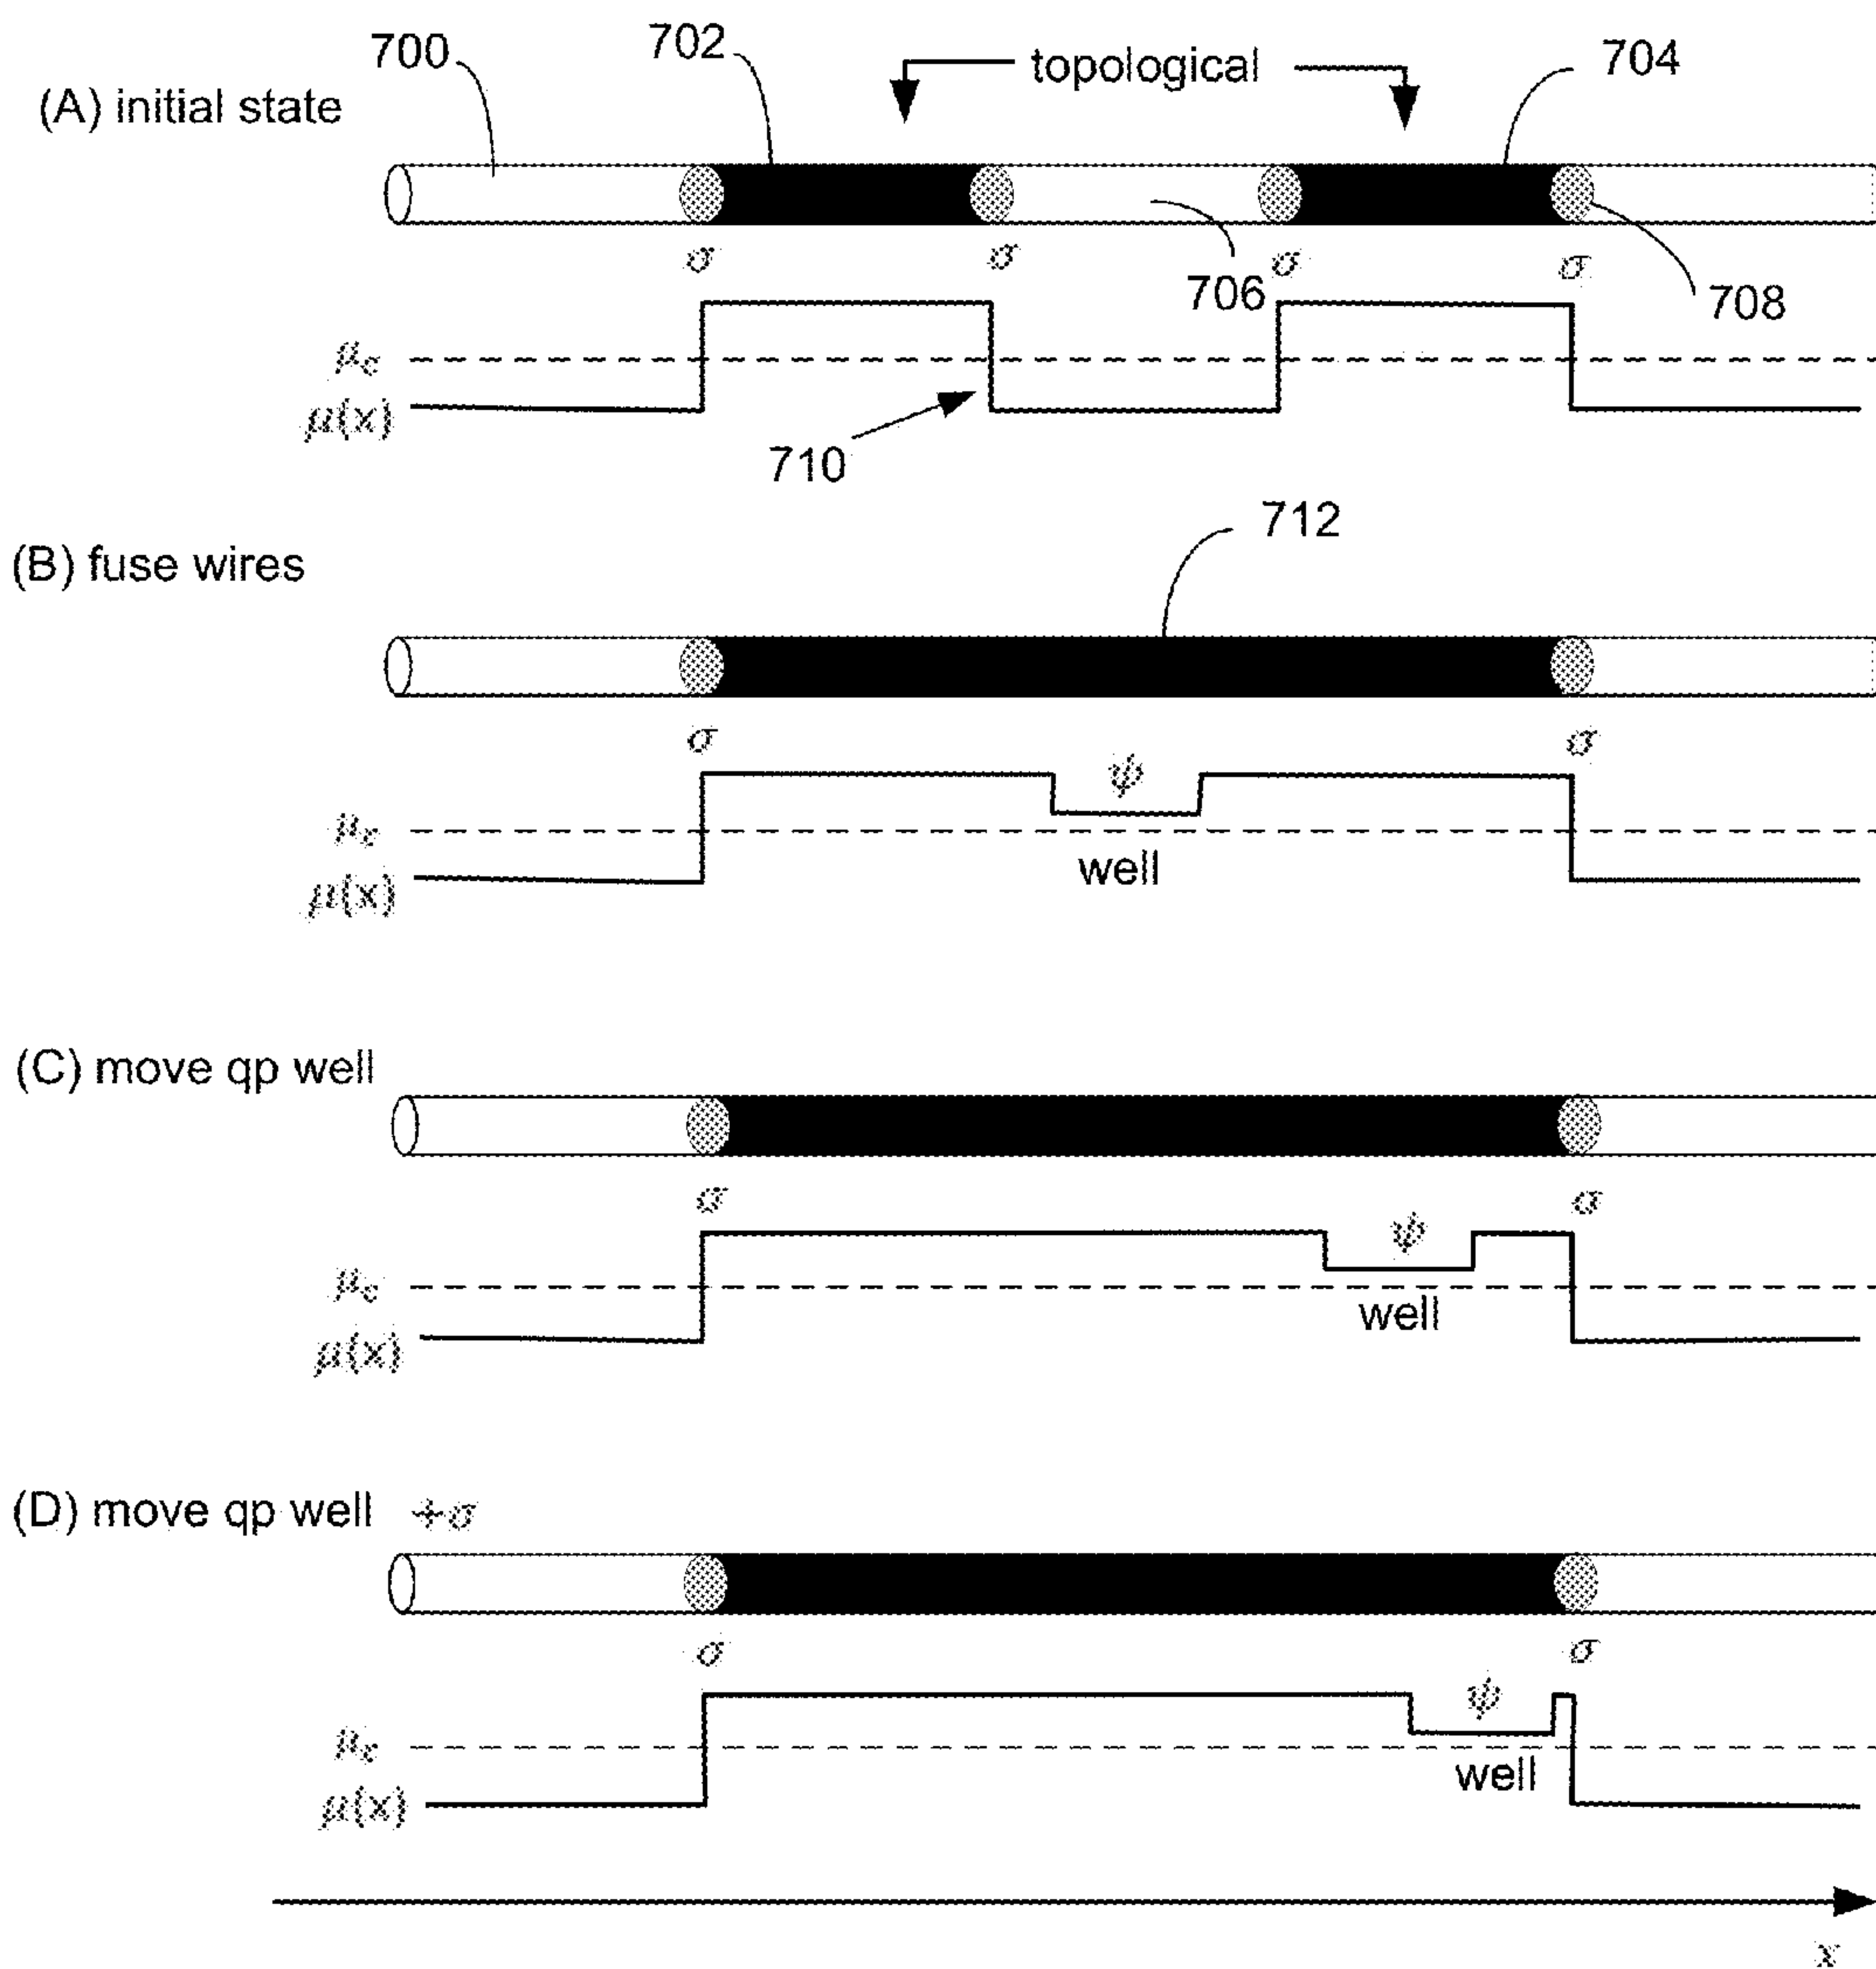 700
702
topological
704
(A) initial state
σ σ σ σ
706
708
μc
μ(x)
710
712
(B) fuse wires
σ σ
ψ
μc
well
μ(x)
(C) move qp well
σ σ
ψ
μc
well
μ(x)
(D) move qp well +σ
σ σ
ψ
μc
well
μ(x)
x